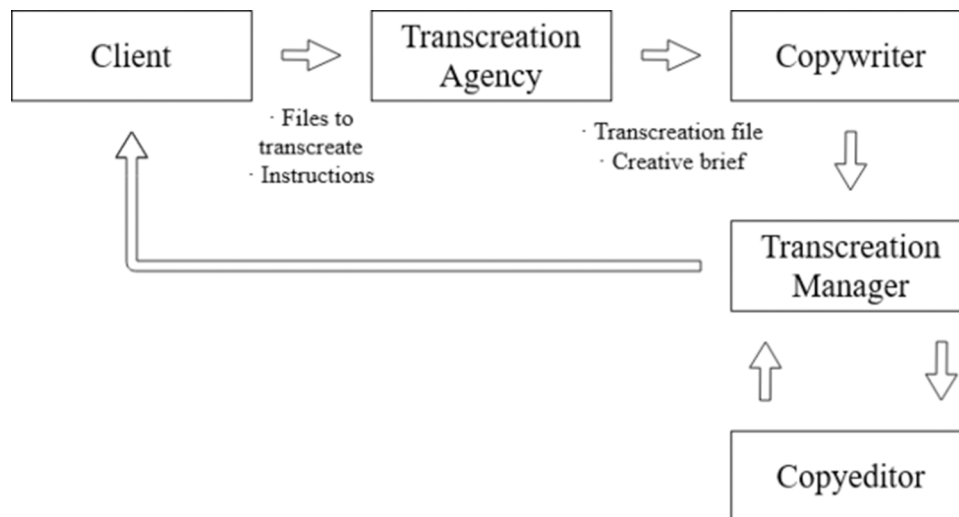 Client
Transcreation
Agency
Copywriter
· Files to
transcreate
· Instructions
· Transcreation file
· Creative brief
Transcreation
Manager
Copyeditor